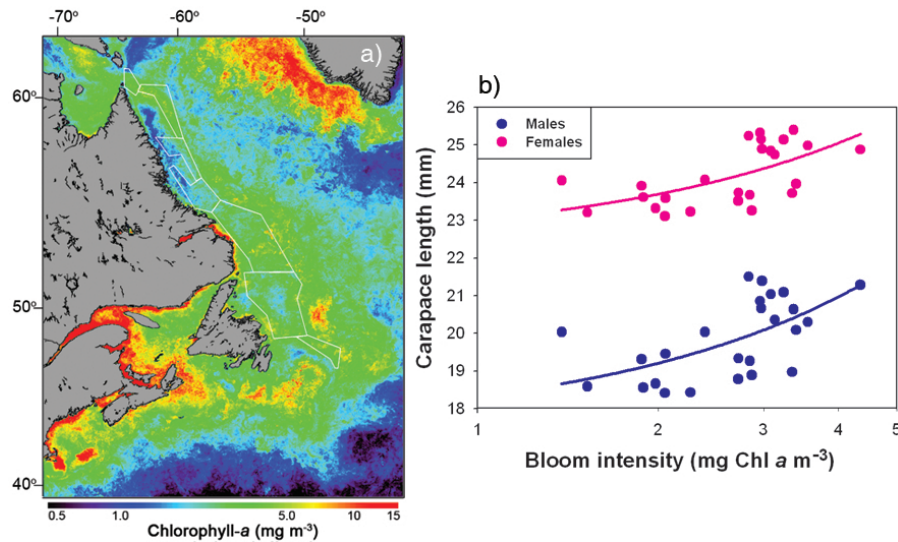 -70° -60° -50°
a)
60°
50°
40°
0.5 1.0 5.0 10 15
Chlorophyll-a (mg m-3)
b)
26
25
24
23
22
21
20
19
18
Carapace length (mm)
Males
Females
1 2 3 4 5
Bloom intensity (mg Chl a m-3)